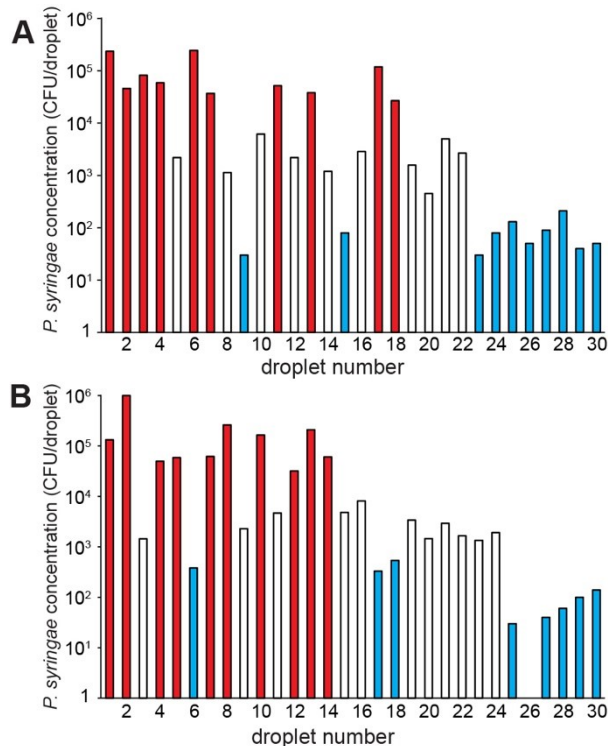 A
P. syringae concentration (CFU/droplet)
10⁶
10⁵
10⁴
10³
10²
10¹
1
2 4 6 8 10 12 14 16 18 20 22 24 26 28 30
droplet number
B
P. syringae concentration (CFU/droplet)
10⁶
10⁵
10⁴
10³
10²
10¹
1
2 4 6 8 10 12 14 16 18 20 22 24 26 28 30
droplet number